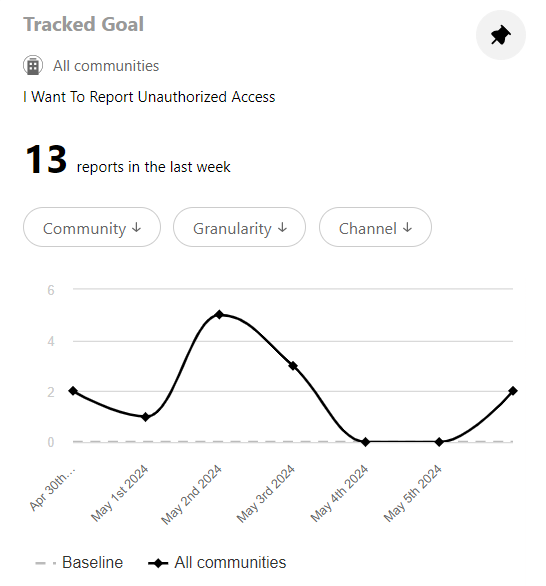 Tracked Goal
All communities
I Want To Report Unauthorized Access
13 reports in the last week
Community ↓ Granularity ↓ Channel ↓
6
4
2
0
Apr 30th... May 1st 2024 May 2nd 2024 May 3rd 2024 May 4th 2024 May 5th 2024
Baseline All communities